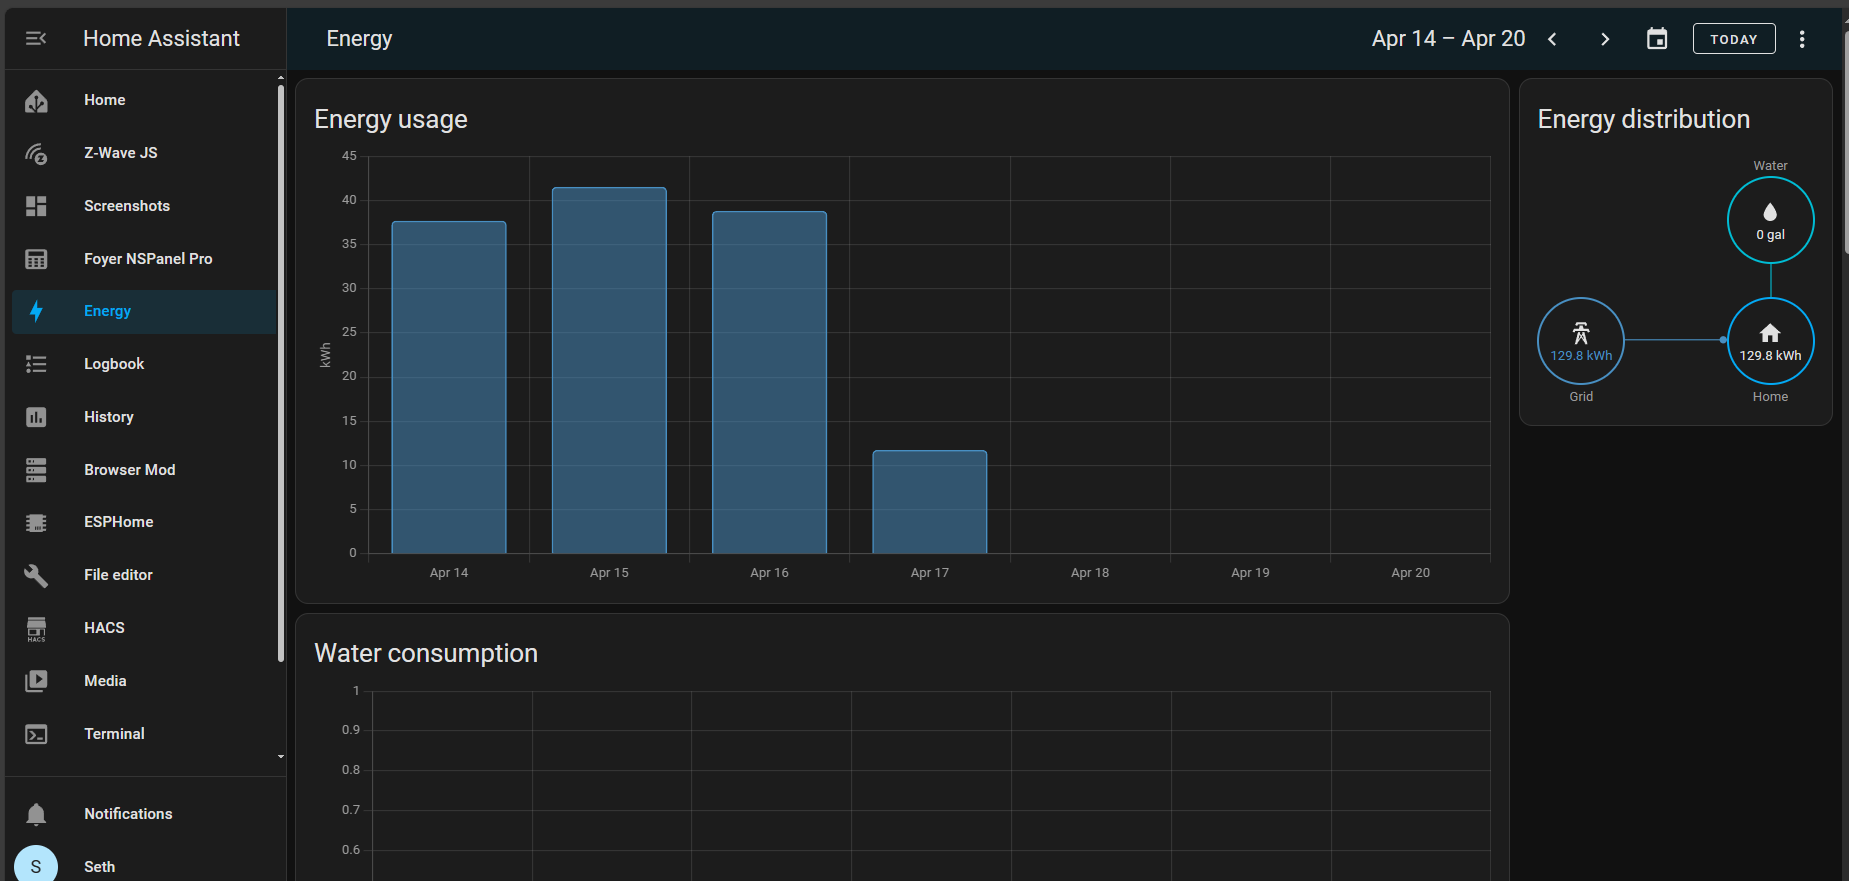 Home Assistant
Energy
Apr 14 – Apr 20
TODAY
Home
Z-Wave JS
Screenshots
Foyer NSPanel Pro
Energy
Logbook
History
Browser Mod
ESPHome
File editor
HACS
HACS
Media
Terminal
Notifications
S
Seth
Energy usage
kWh
45
40
35
30
25
20
15
10
5
0
Apr 14
Apr 15
Apr 16
Apr 17
Apr 18
Apr 19
Apr 20
Water consumption
1
0.9
0.8
0.7
0.6
Energy distribution
Water
0 gal
129.8 kWh
129.8 kWh
Grid
Home